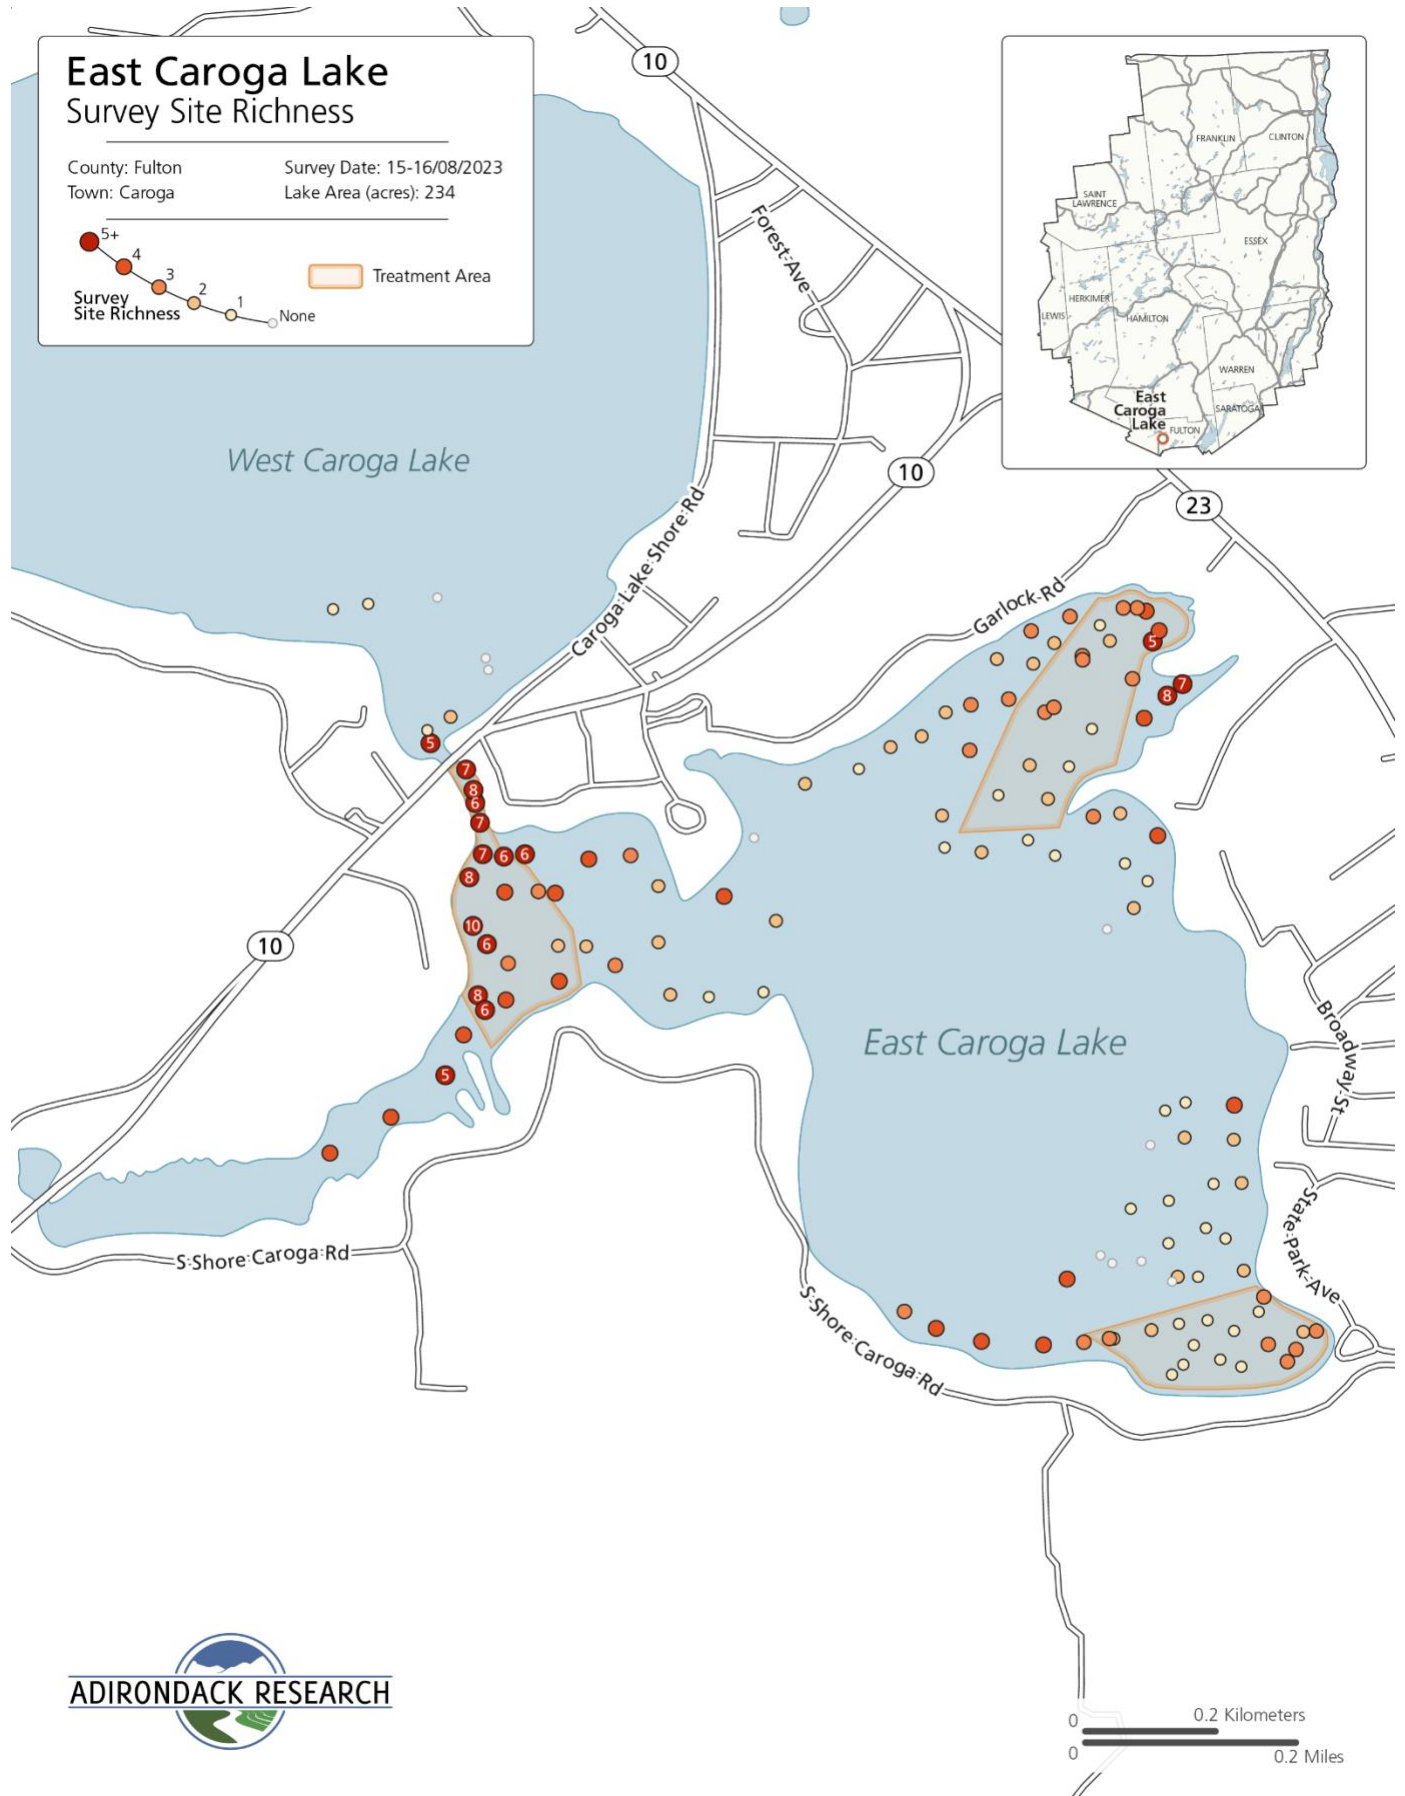 East Caroga Lake
Survey Site Richness
County: Fulton
Survey Date: 15-16/08/2023
Town: Caroga
Lake Area (acres): 234
5+
4
3
2
1
None
Survey
Site Richness
Treatment Area
10
FRANKLIN
CLINTON
SAINT
LAWRENCE
ESSEX
HERKIMER
LEWIS
HAMILTON
WARREN
East
Caroga
Lake
SARATOGA
FULTON
Forest Ave
West Caroga Lake
10
23
Caroga Lake Shore Rd
Garlock Rd
5
7
8
5
7
8
6
7
7
6
6
8
10
6
8
6
5
10
East Caroga Lake
Broadway St
State Park Ave
S Shore Caroga Rd
S Shore Caroga Rd
ADIRONDACK RESEARCH
0
0.2 Kilometers
0
0.2 Miles